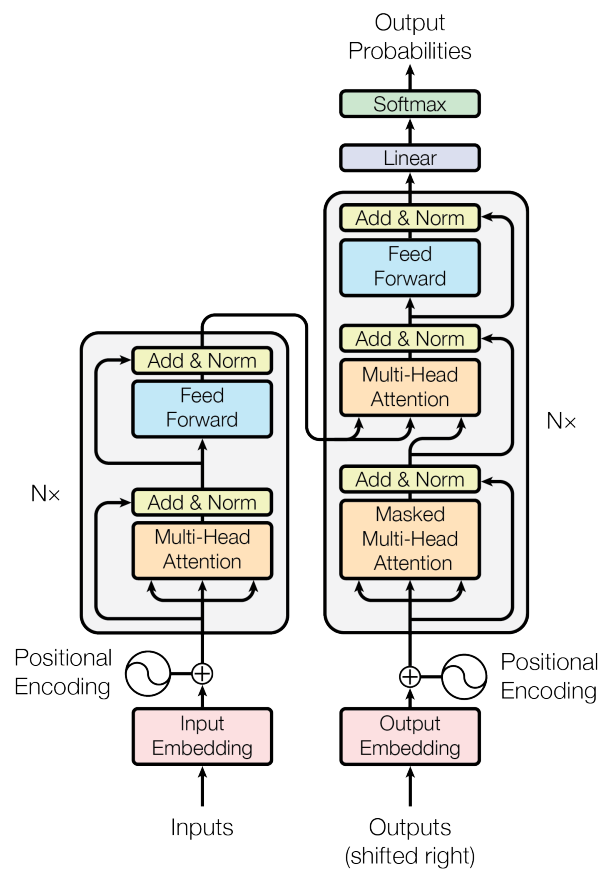 Output
Probabilities
Softmax
Linear
Add & Norm
Feed
Forward
Add & Norm
Multi-Head
Attention
Add & Norm
Masked
Multi-Head
Attention
Nx
Add & Norm
Feed
Forward
Add & Norm
Multi-Head
Attention
Nx
Positional
Encoding
Positional
Encoding
Input
Embedding
Output
Embedding
Inputs
Outputs
(shifted right)